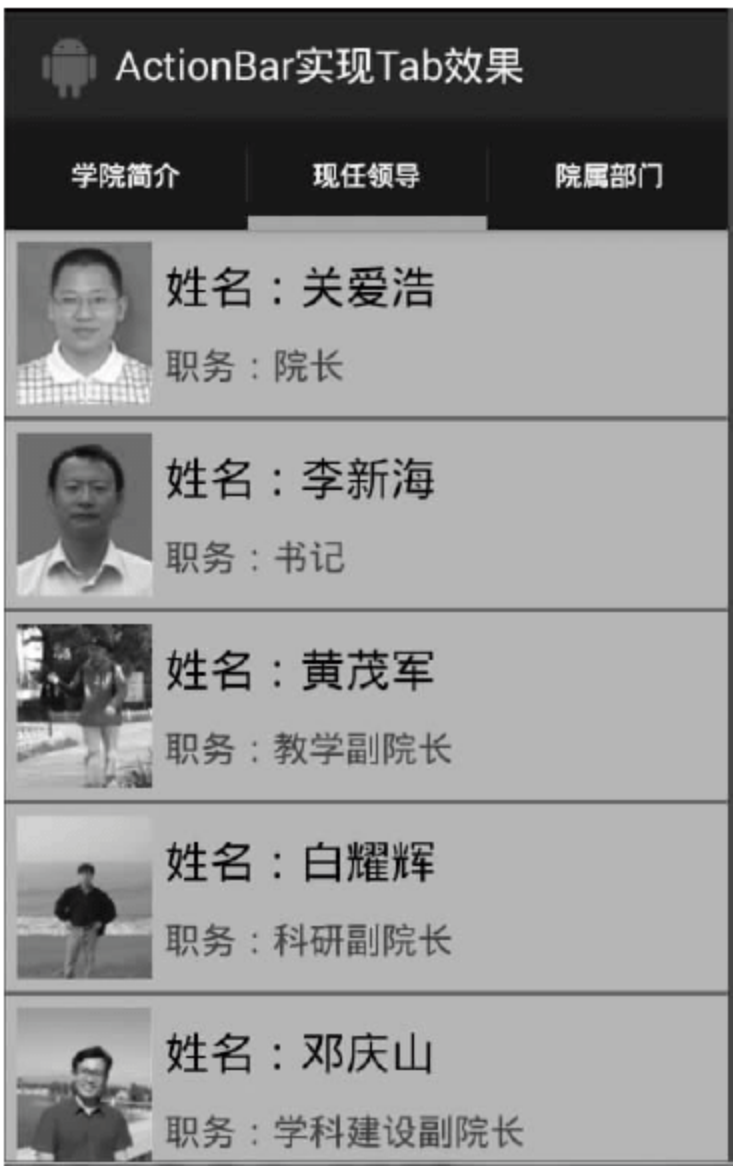 ActionBar实现Tab效果
学院简介 现任领导 院属部门
姓名：关爱浩
职务：院长
姓名：李新海
职务：书记
姓名：黄茂军
职务：教学副院长
姓名：白耀辉
职务：科研副院长
姓名：邓庆山
职务：学科建设副院长